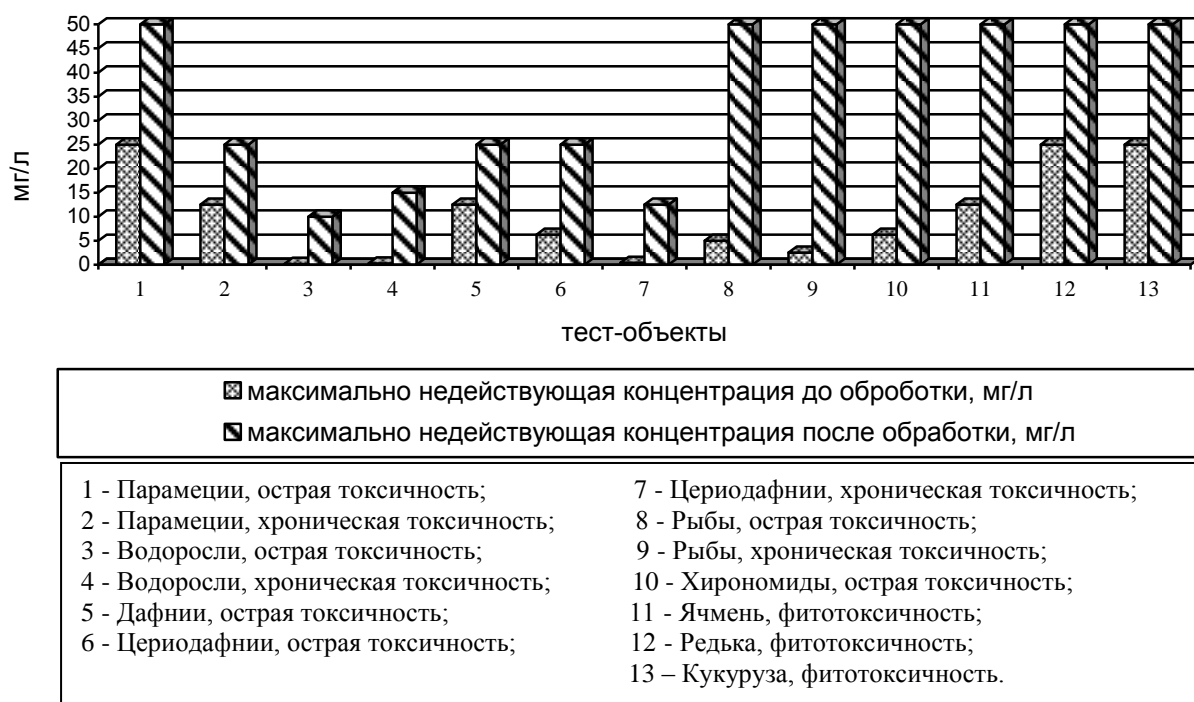 50
45
40
35
30
25
20
15
10
5
0
мг/л
1 2 3 4 5 6 7 8 9 10 11 12 13
тест-объекты
максимально недействующая концентрация до оброботки, мг/л
максимально недействующая концентрация после обработки, мг/л
1 - Парамеции, острая токсичность;
2 - Парамеции, хроническая токсичность;
3 - Водоросли, острая токсичность;
4 - Водоросли, хроническая токсичность;
5 - Дафнии, острая токсичность;
6 - Цериодафнии, острая токсичность;
7 - Цериодафнии, хроническая токсичность;
8 - Рыбы, острая токсичность;
9 - Рыбы, хроническая токсичность;
10 - Хирономиды, острая токсичность;
11 - Ячмень, фитотоксичность;
12 - Редька, фитотоксичность;
13 – Кукуруза, фитотоксичность.